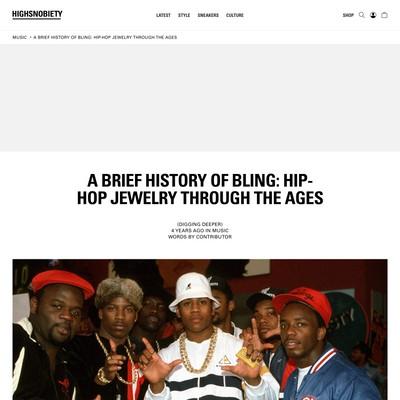 HIGHSNOBIETY
LATEST STYLE SNEAKERS CULTURE
SHOP
MUSIC > A BRIEF HISTORY OF BLING: HIP-HOP JEWELRY THROUGH THE AGES
A BRIEF HISTORY OF BLING: HIP-
HOP JEWELRY THROUGH THE AGES
(DIGGING DEEPER)
4 YEARS AGO IN MUSIC
WORDS BY CONTRIBUTOR